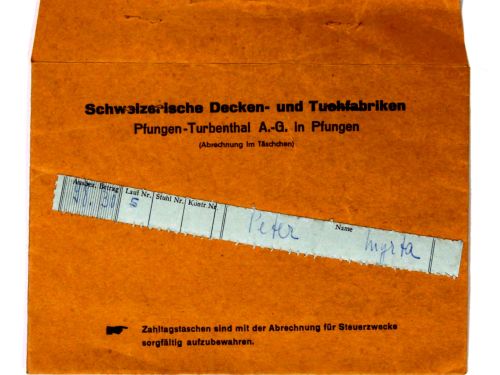 Schweizerische Decken- und Tuchfabriken
Pfungen-Turbenthal A.-G. in Pfungen
(Abrechnung im Täschchen)
Ausbez. Betrag Lauf Nr. Stuhl Nr. Kontr Nr. Name
5 Peter Myrta
Zahltagstaschen sind mit der Abrechnung für Steuerzwecke
sorgfältig aufzubewahren.